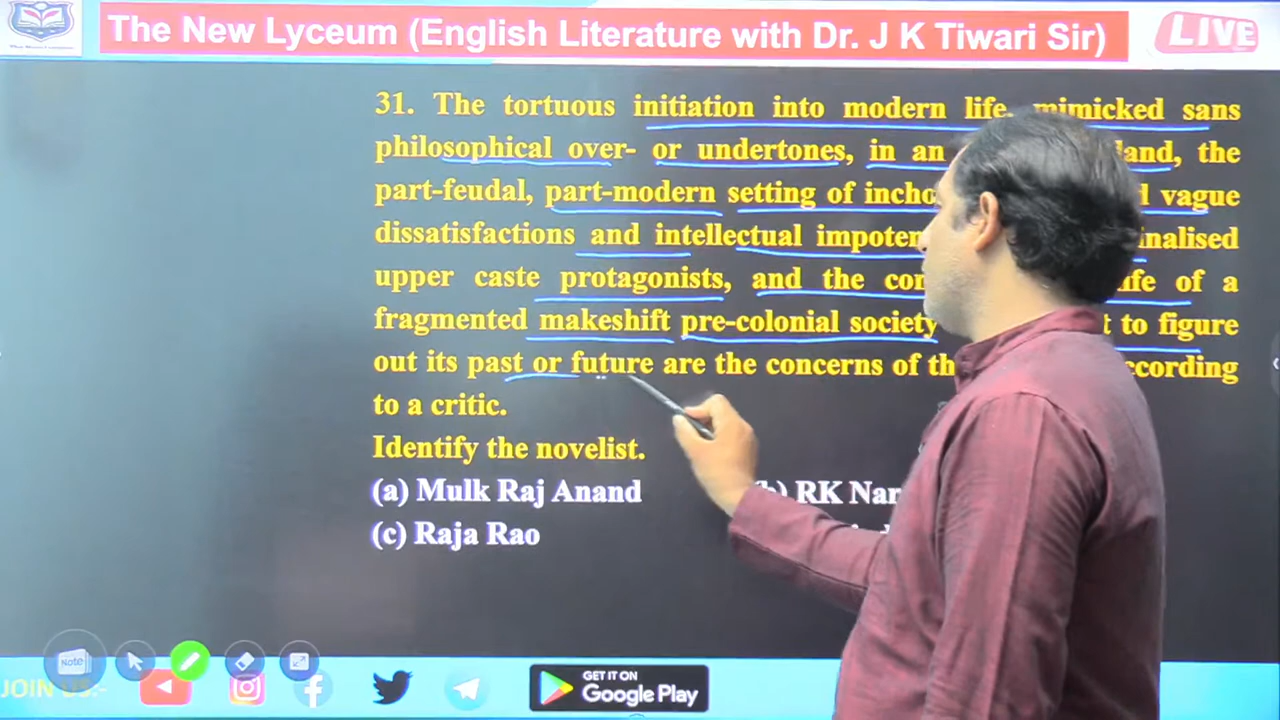 The New Lyceum (English Literature with Dr. J K Tiwari Sir)
LIVE
31. The tortuous initiation into modern life, mimicked sans
philosophical over- or undertones, in an land, the
part-feudal, part-modern setting of vague
dissatisfactions and intellectual
upper caste protagonists, and the of a
fragmented makeshift pre-colonial society to figure
out its past or future are the concerns of
to a critic.
Identify the novelist.
(a) Mulk Raj Anand
(b) RK
(c) Raja Rao
Note
JOIN US:-
GET IT ON
Google Play